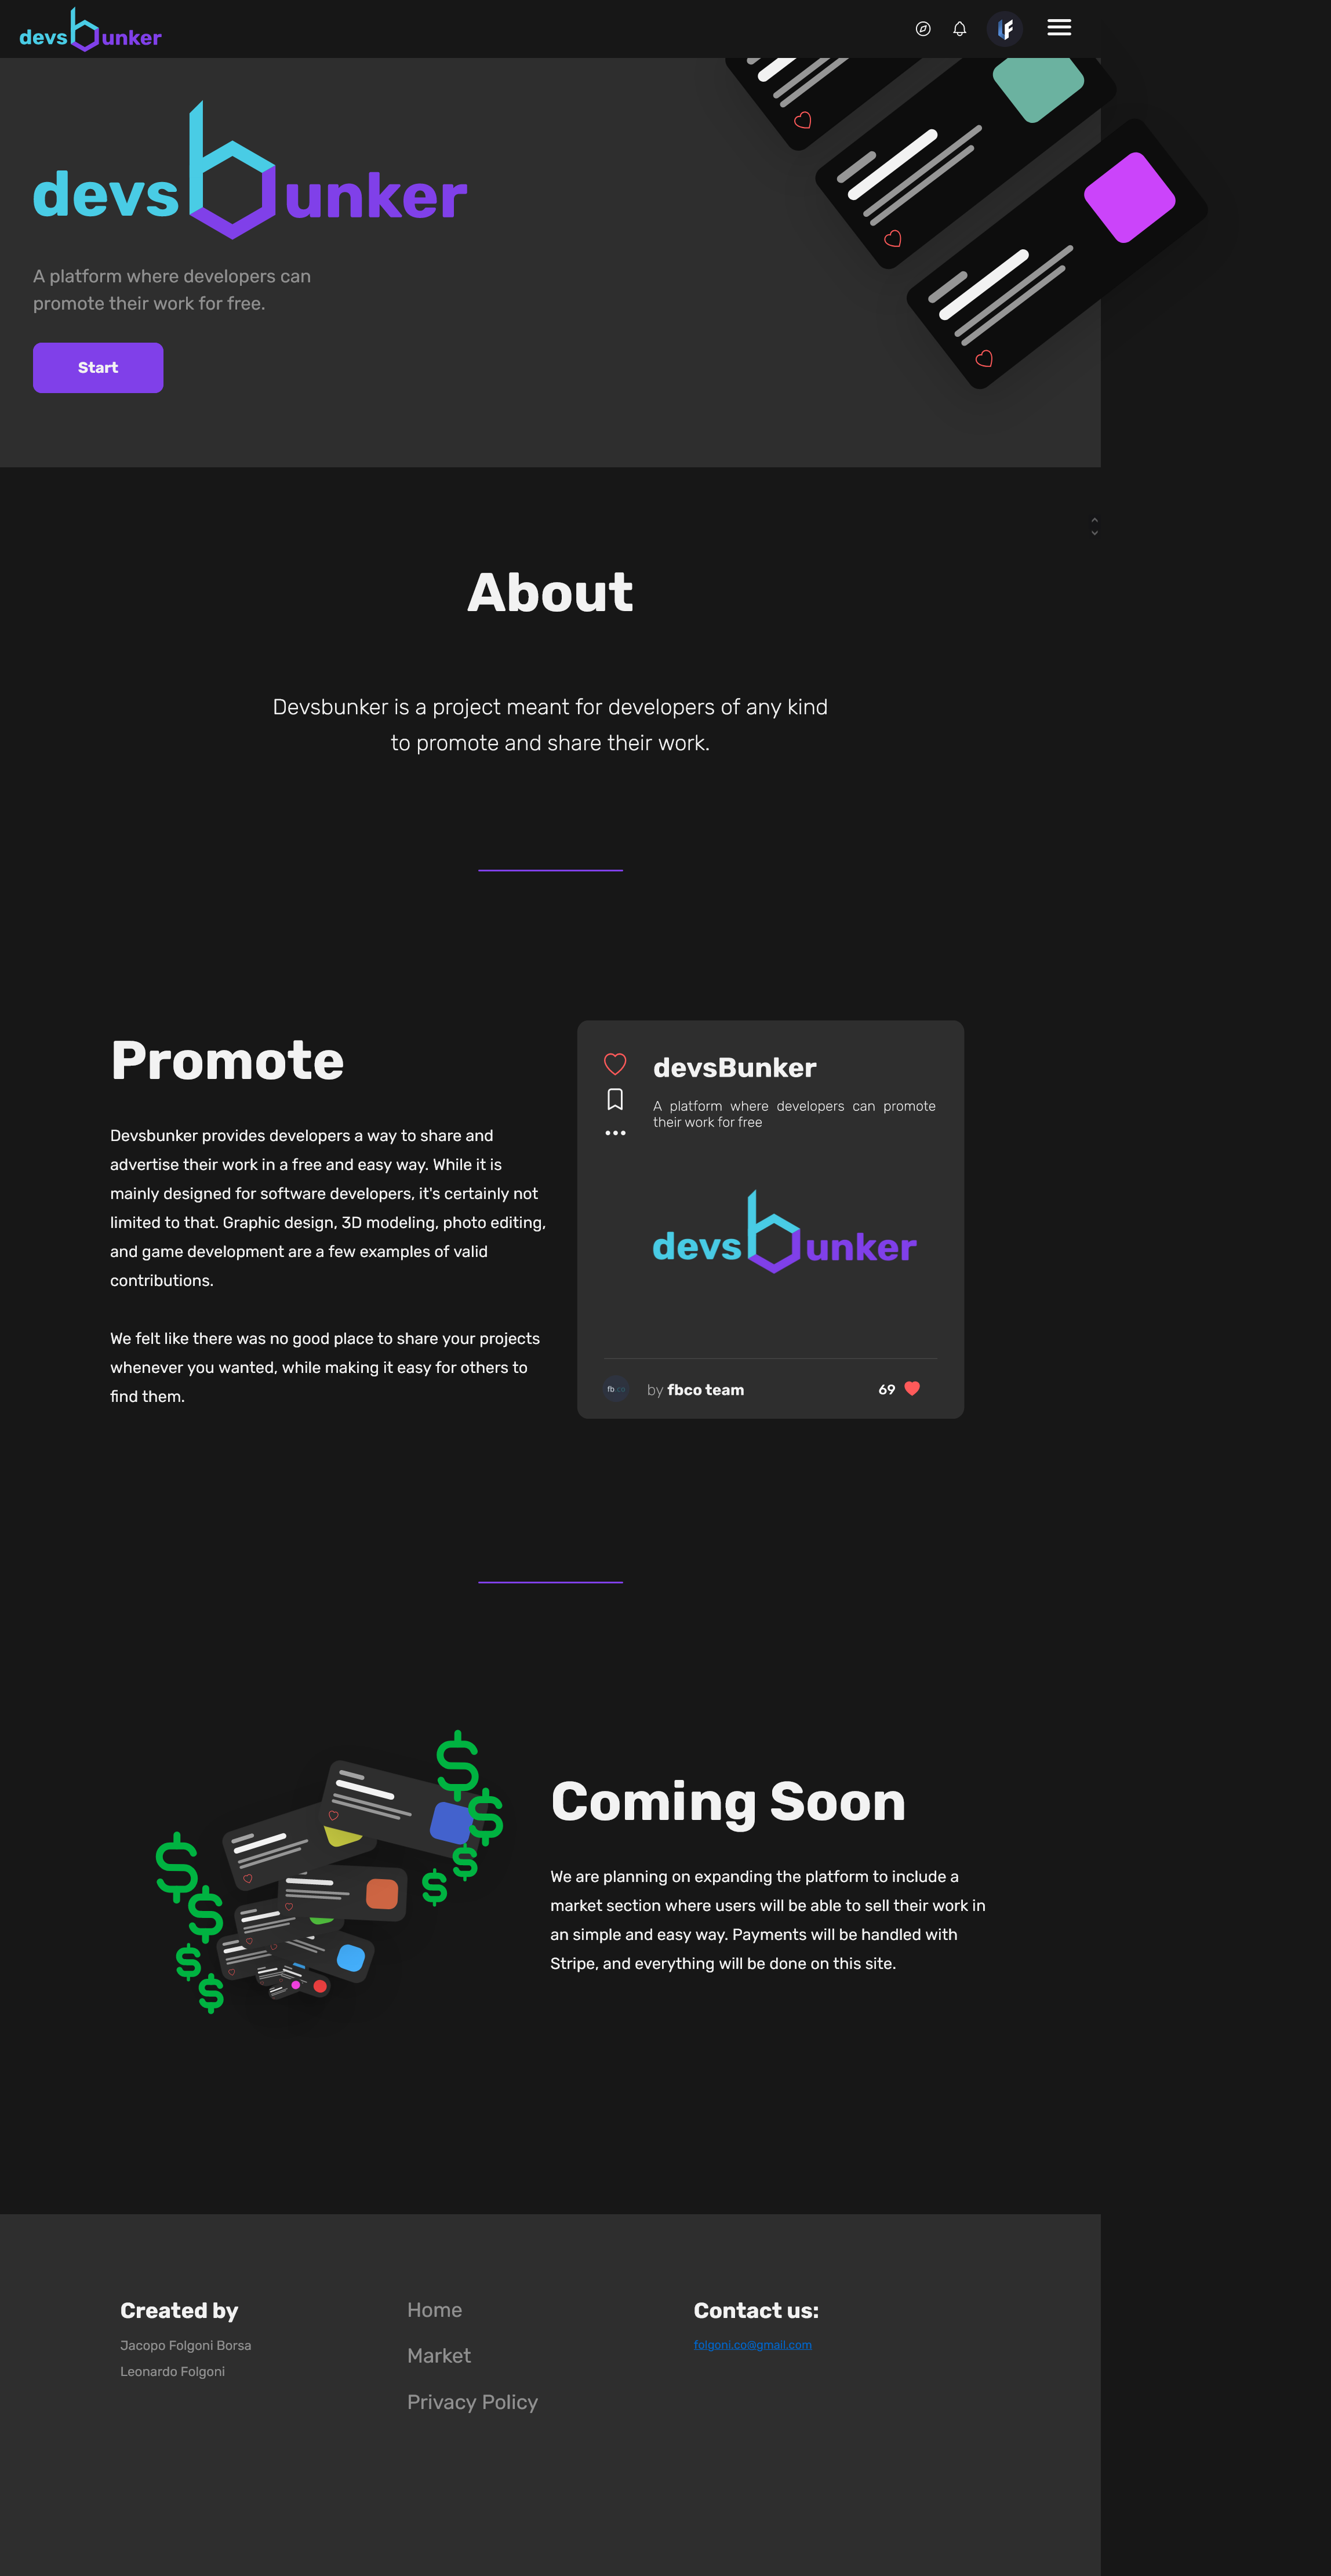 devsbunker
devsbunker
A platform where developers can
promote their work for free.
Start
About
Devsbunker is a project meant for developers of any kind
to promote and share their work.
Promote
Devsbunker provides developers a way to share and
advertise their work in a free and easy way. While it is
mainly designed for software developers, it's certainly not
limited to that. Graphic design, 3D modeling, photo editing,
and game development are a few examples of valid
contributions.
We felt like there was no good place to share your projects
whenever you wanted, while making it easy for others to
find them.
devsBunker
A platform where developers can promote
their work for free
devsbunker
fb.co
by fbco team
69
Coming Soon
We are planning on expanding the platform to include a
market section where users will be able to sell their work in
an simple and easy way. Payments will be handled with
Stripe, and everything will be done on this site.
Created by
Jacopo Folgoni Borsa
Leonardo Folgoni
Home
Market
Privacy Policy
Contact us:
folgoni.co@gmail.com